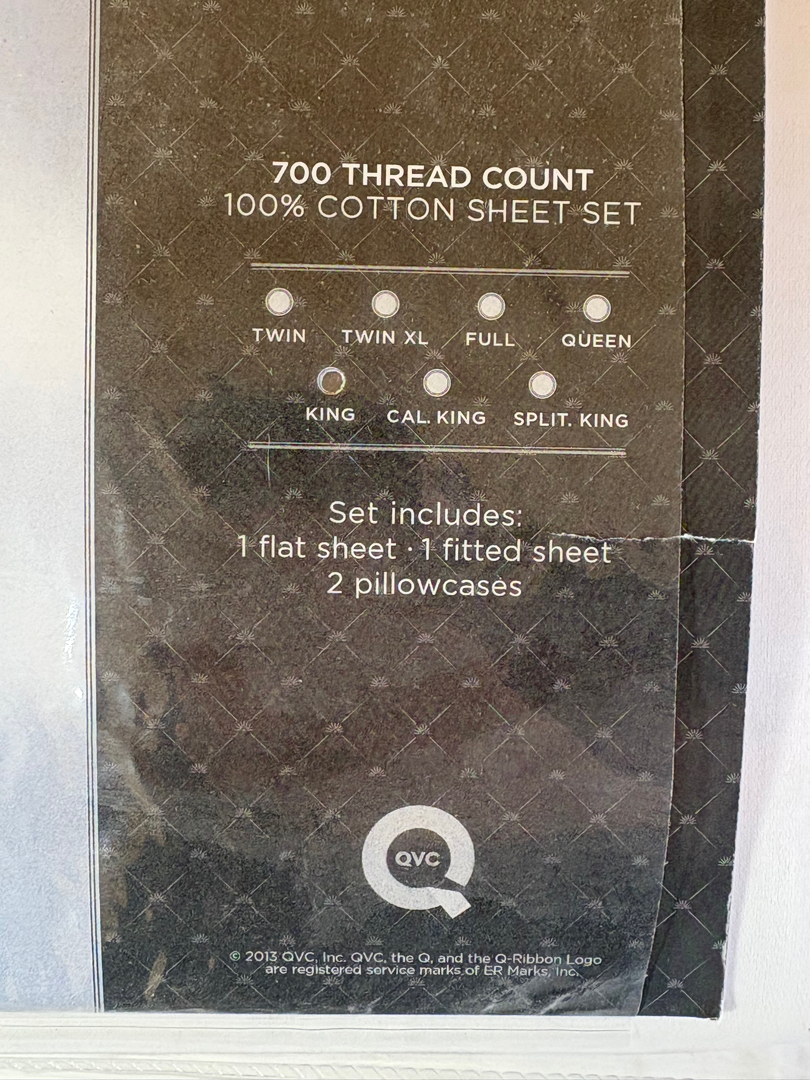 700 THREAD COUNT
100% COTTON SHEET SET
TWIN TWIN XL FULL QUEEN
KING CAL. KING SPLIT. KING
Set includes:
1 flat sheet · 1 fitted sheet
2 pillowcases
QVC
© 2013 QVC, Inc. QVC, the Q, and the Q-Ribbon Logo
are registered service marks of ER Marks, Inc.